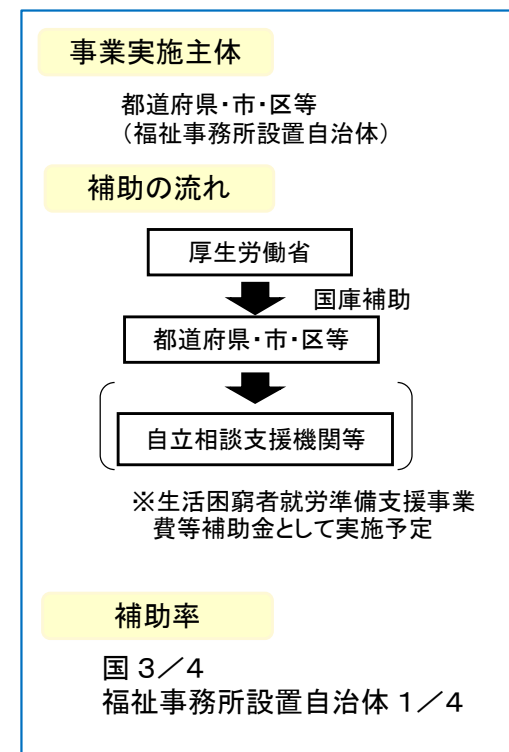 事業実施主体
都道府県・市・区等
（福祉事務所設置自治体）
補助の流れ
厚生労働省
国庫補助
都道府県・市・区等
自立相談支援機関等
※生活困窮者就労準備支援事業
費等補助金として実施予定
補助率
国 ３／４
福祉事務所設置自治体 １／４